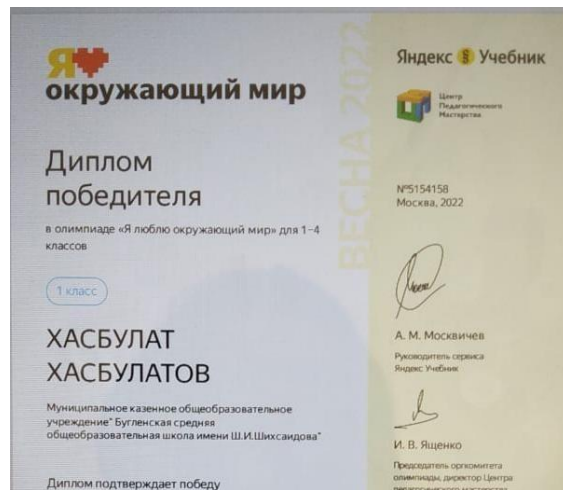 Я
окружающий мир
Диплом
победителя
в олимпиаде «Я люблю окружающий мир» для 1-4
классов
1 класс
ХАСБУЛАТ
ХАСБУЛАТОВ
Муниципальное казенное общеобразовательное
учреждение" Бугленская средняя
общеобразовательная школа имени Ш.И.Шихсаидова"
Диплом подтверждает победу
ВЕСНА 2022
Яндекс Учебник
Центр
Педагогического
Мастерства
№5154158
Москва, 2022
А. М. Москвичев
Руководитель сервиса
Яндекс Учебник
И. В. Ященко
Председатель оргкомитета
олимпиады, директор Центра
педагогического мастерства